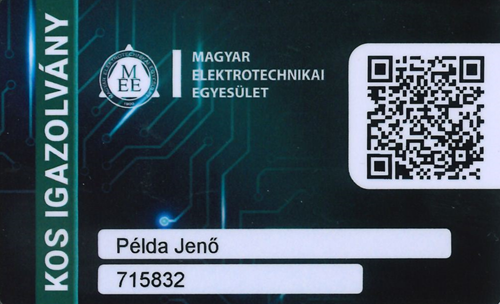 KOS IGAZOLVÁNY
MEE
MAGYAR
ELEKTROTECHNIKAI
EGYESÜLET
Példa Jenő
715832